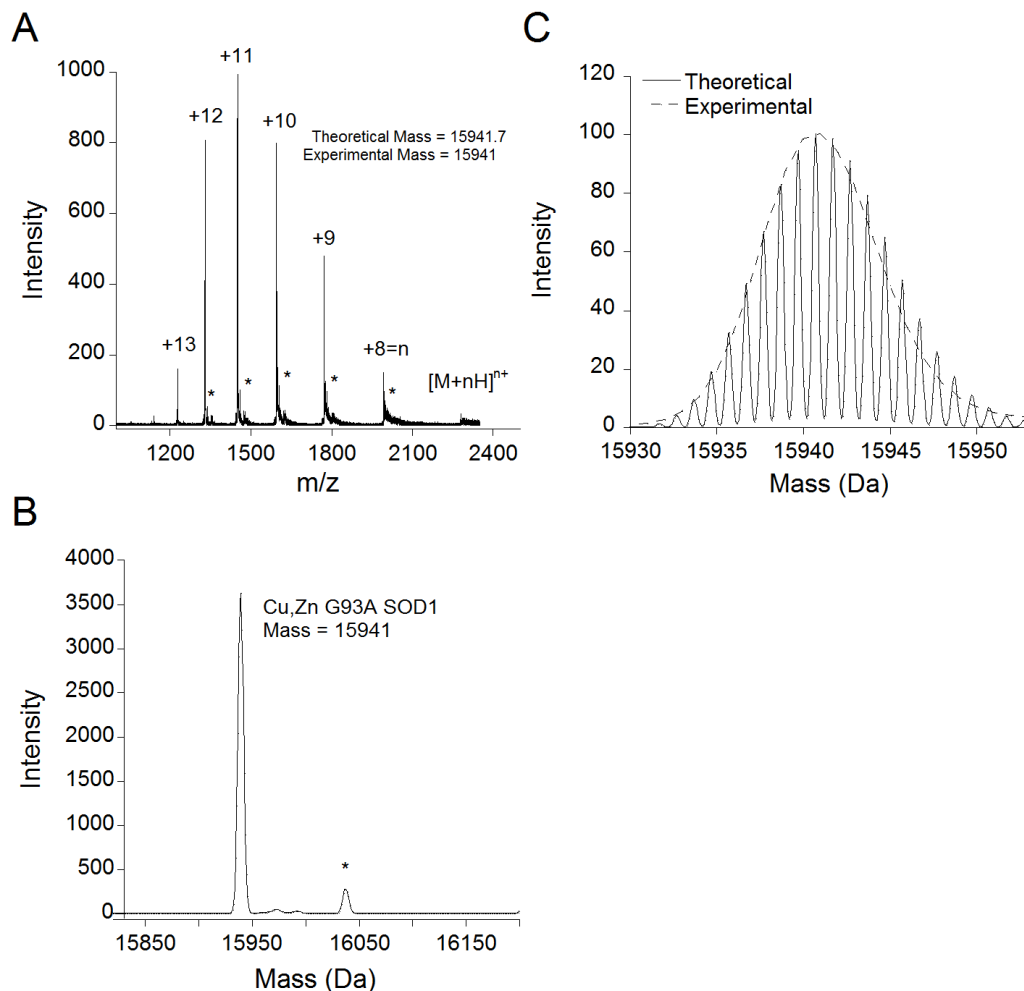 A
+11
1000
+12
+10
800
Theoretical Mass = 15941.7
Experimental Mass = 15941
600
+9
400
+8=n
+13
[M+nH]n+
200
* * * * *
0
1200 1500 1800 2100 2400
m/z
Intensity
C
120
Theoretical
Experimental
100
80
60
40
20
0
15930 15935 15940 15945 15950
Mass (Da)
Intensity
B
4000
3500
Cu,Zn G93A SOD1
Mass = 15941
3000
2500
2000
1500
1000
500
*
0
15850 15950 16050 16150
Mass (Da)
Intensity